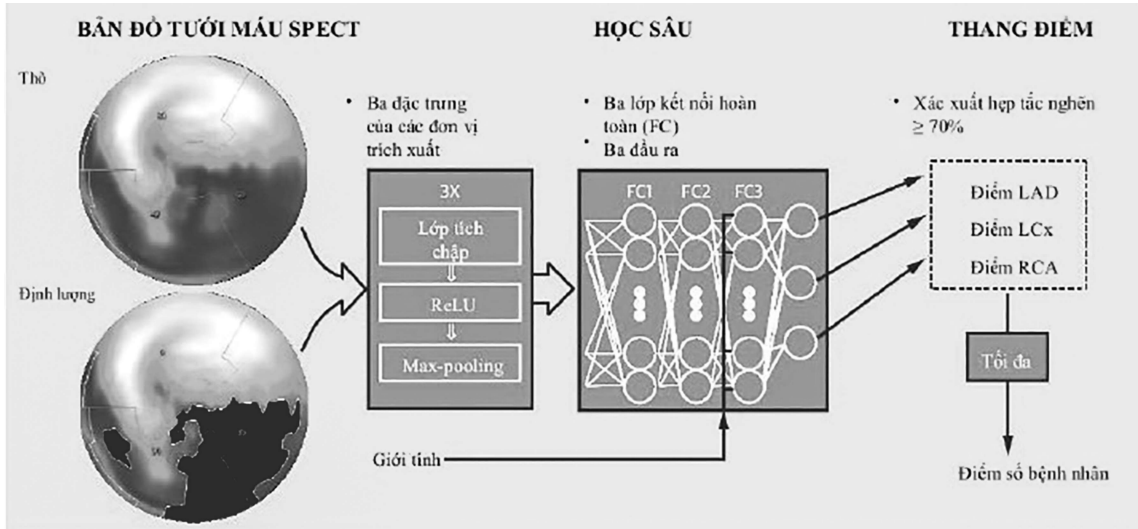 BẢN ĐỒ TƯỚI MÁU SPECT
HỌC SÂU
THANG ĐIỂM
Thô
Định lượng
• Ba đặc trưng
của các đơn vị
trích xuất
3X
Lớp tích
chập
ReLU
Max-pooling
• Ba lớp kết nối hoàn
toàn (FC)
• Ba đầu ra
FC1 FC2 FC3
Giới tính
• Xác xuất hẹp tắc nghẽn
≥ 70%
Điểm LAD
Điểm LCx
Điểm RCA
Tối đa
Điểm số bệnh nhân